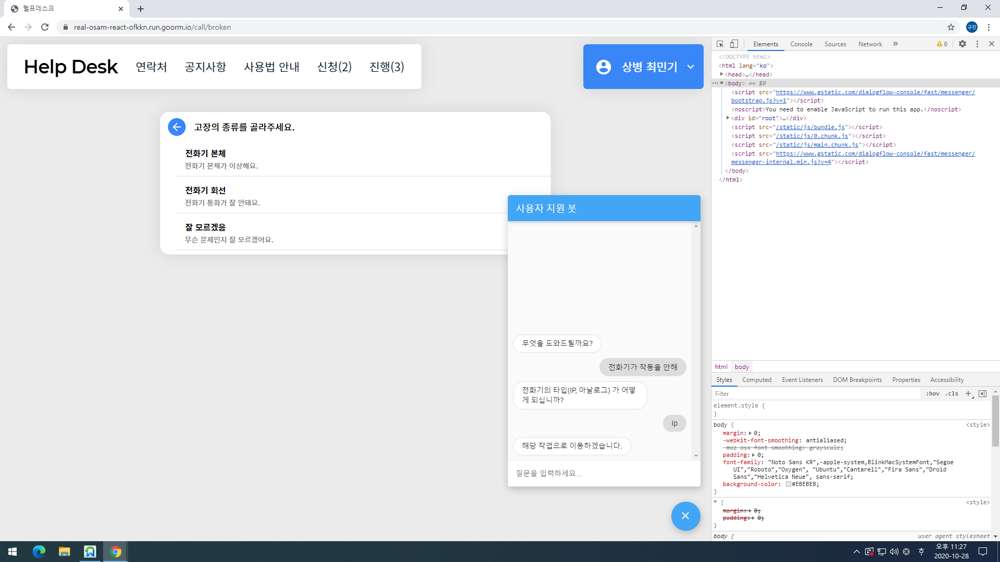 헬프데스크
real-osam-react-ofkkn.run.goorm.io/call/broken
규진
Help Desk 연락처 공지사항 사용법 안내 신청(2) 진행(3)
상병 최민기
고장의 종류를 골라주세요.
전화기 본체
전화기 본체가 이상해요.
전화기 회선
전화기 통화가 잘 안돼요.
잘 모르겠음
무슨 문제인지 잘 모르겠어요.
사용자 지원 봇
무엇을 도와드릴까요?
전화기가 작동을 안해
전화기의 타입(IP, 아날로그) 가 어떻
게 되십니까?
ip
해당 작업으로 이동하겠습니다.
질문을 입력하세요...
Elements Console Sources Network » 6
<!DOCTYPE html>
<html lang="ko">
<head>…</head>
<body> == $0
<script src="https://www.gstatic.com/dialogflow-console/fast/messenger/
bootstrap.js?v=1"></script>
<noscript>You need to enable JavaScript to run this app.</noscript>
<div id="root">…</div>
<script src="/static/js/bundle.js"></script>
<script src="/static/js/0.chunk.js"></script>
<script src="/static/js/main.chunk.js"></script>
<script src="https://www.gstatic.com/dialogflow-console/fast/messenger/
messenger-internal.min.js?v=4"></script>
</body>
</html>
html body
Styles Computed Event Listeners DOM Breakpoints Properties Accessibility
Filter :hov .cls +
element.style {
}
body { <style>
margin: 0;
-webkit-font-smoothing: antialiased;
-moz-osx-font-smoothing: grayscale;
padding: 0;
font-family: "Noto Sans KR",-apple-system,BlinkMacSystemFont,"Segoe
UI","Roboto","Oxygen", "Ubuntu","Cantarell","Fira Sans","Droid
Sans","Helvetica Neue", sans-serif;
background-color: #EBEBEB;
}
* { <style>
margin: 0;
padding: 0;
}
body { user agent stylesheet
오후 11:27
2020-10-28